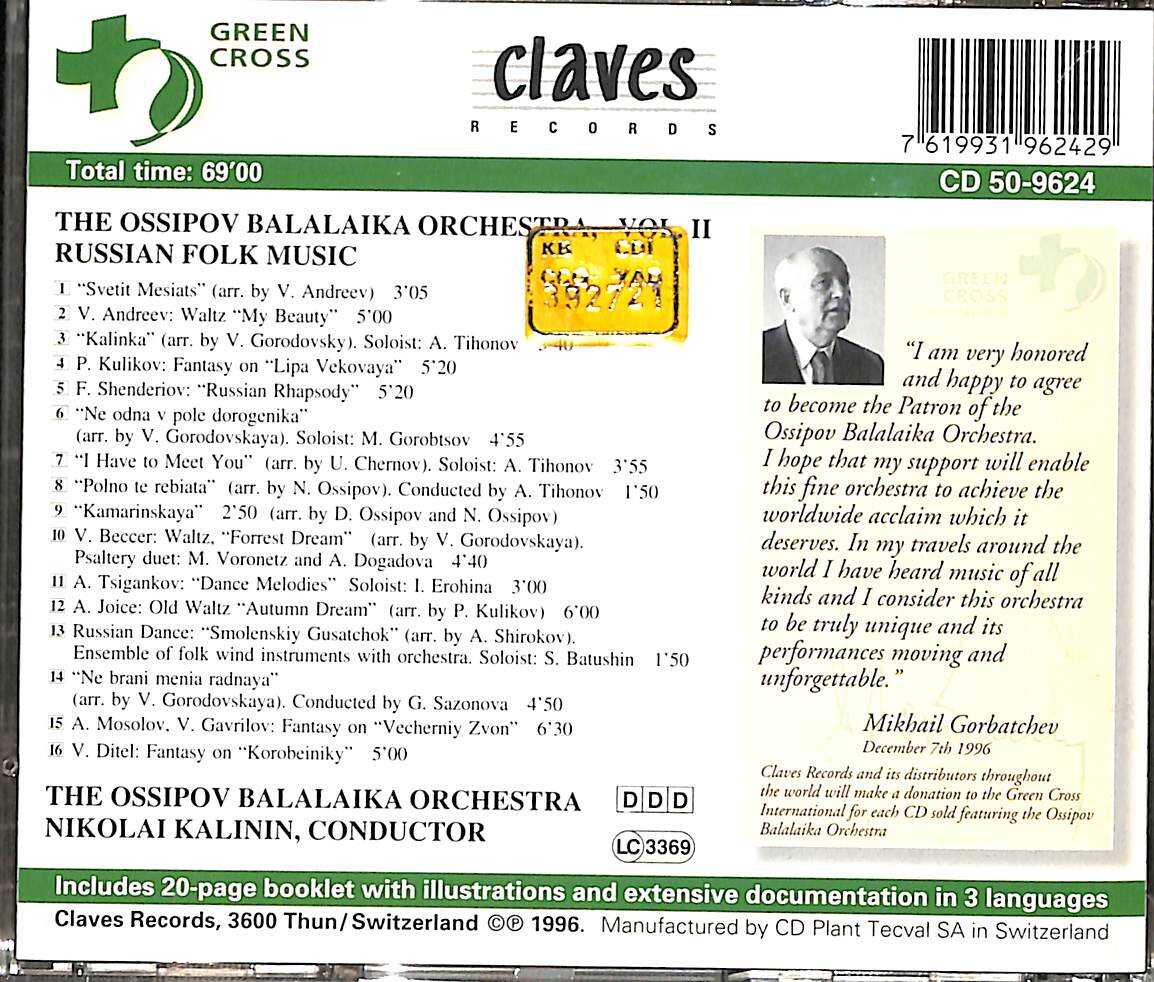 GREEN
CROSS
claves
RECORDS
7 619931 962429
Total time: 69'00
CD 50-9624
THE OSSIPOV BALALAIKA ORCHESTRA, VOL. II
RUSSIAN FOLK MUSIC
KB CDI
392721
1 "Svetit Mesiats" (arr. by V. Andreev) 3'05
2 V. Andreev: Waltz "My Beauty" 5'00
3 "Kalinka" (arr. by V. Gorodovsky). Soloist: A. Tihonov
4 P. Kulikov: Fantasy on "Lipa Vekovaya" 5'20
5 F. Shenderiov: "Russian Rhapsody" 5'20
6 "Ne odna v pole dorogenika"
(arr. by V. Gorodovskaya). Soloist: M. Gorobtsov 4'55
7 "I Have to Meet You" (arr. by U. Chernov). Soloist: A. Tihonov 3'55
8 "Polno te rebiata" (arr. by N. Ossipov). Conducted by A. Tihonov 1'50
9 "Kamarinskaya" 2'50 (arr. by D. Ossipov and N. Ossipov)
10 V. Beccer: Waltz, "Forrest Dream" (arr. by V. Gorodovskaya).
Psaltery duet: M. Voronetz and A. Dogadova 4'40
11 A. Tsigankov: "Dance Melodies" Soloist: I. Erohina 3'00
12 A. Joice: Old Waltz "Autumn Dream" (arr. by P. Kulikov) 6'00
13 Russian Dance: "Smolenskiy Gusatchok" (arr. by A. Shirokov).
Ensemble of folk wind instruments with orchestra. Soloist: S. Batushin 1'50
14 "Ne brani menia radnaya"
(arr. by V. Gorodovskaya). Conducted by G. Sazonova 4'50
15 A. Mosolov, V. Gavrilov: Fantasy on "Vecherniy Zvon" 6'30
16 V. Ditel: Fantasy on "Korobeiniky" 5'00
THE OSSIPOV BALALAIKA ORCHESTRA
NIKOLAI KALININ, CONDUCTOR
DDD
LC 3369
GREEN
CROSS
"I am very honored
and happy to agree
to become the Patron of the
Ossipov Balalaika Orchestra.
I hope that my support will enable
this fine orchestra to achieve the
worldwide acclaim which it
deserves. In my travels around the
world I have heard music of all
kinds and I consider this orchestra
to be truly unique and its
performances moving and
unforgettable."
Mikhail Gorbatchev
December 7th 1996
Claves Records and its distributors throughout
the world will make a donation to the Green Cross
International for each CD sold featuring the Ossipov
Balalaika Orchestra
Includes 20-page booklet with illustrations and extensive documentation in 3 languages
Claves Records, 3600 Thun/Switzerland ©℗ 1996. Manufactured by CD Plant Tecval SA in Switzerland